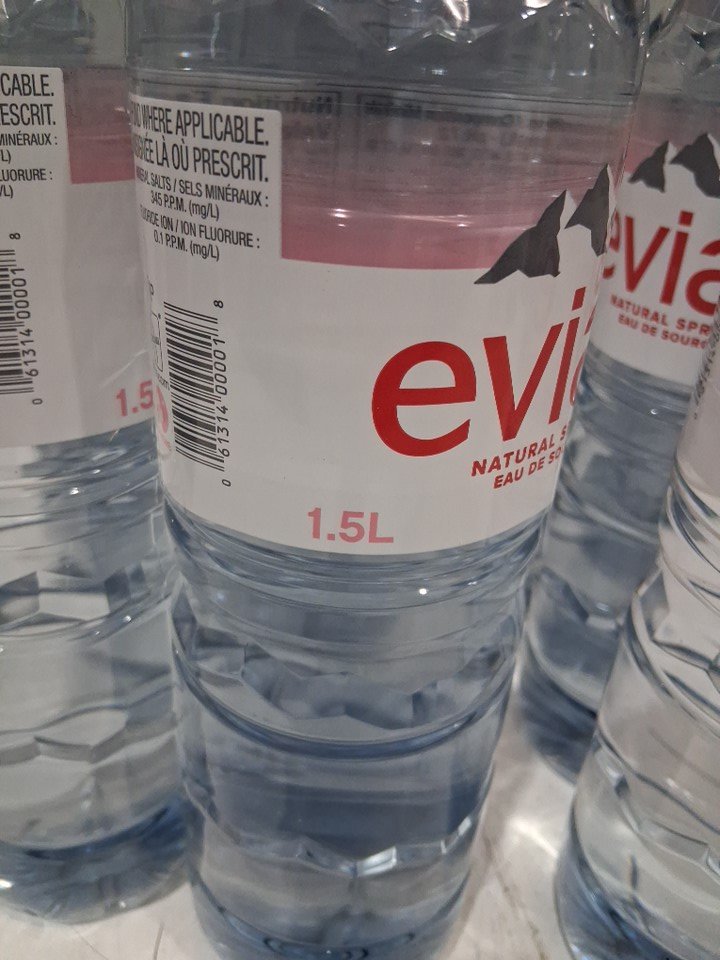 CABLE.
ESCRIT.
MINÉRAUX :
L)
LUORURE :
/L)
0 61314 00001 8
1.5
WHERE APPLICABLE.
LÀ OÙ PRESCRIT.
SALTS / SELS MINÉRAUX :
345 P.P.M. (mg/L)
ION / ION FLUORURE :
0.1 P.P.M. (mg/L)
0 61314 00001 8
evia
NATURAL S
EAU DE SO
1.5L
evia
NATURAL SPR
EAU DE SOUR